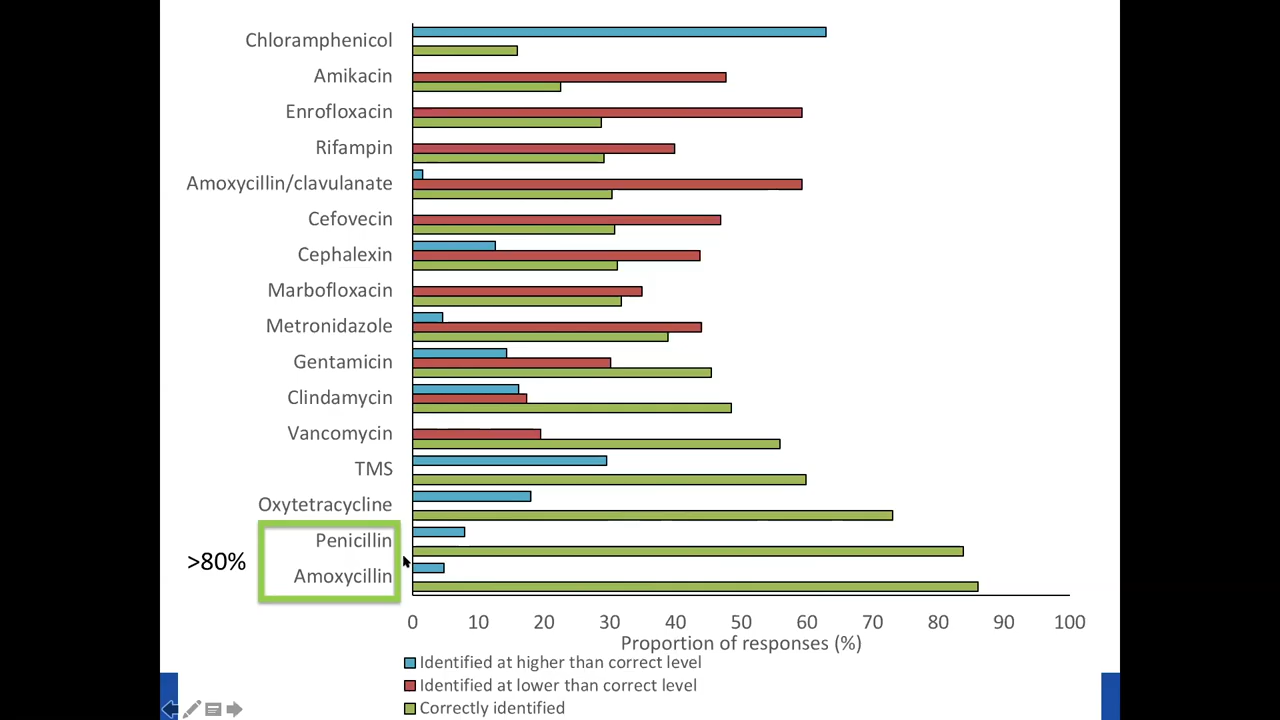 Chloramphenicol
Amikacin
Enrofloxacin
Rifampin
Amoxycillin/clavulanate
Cefovecin
Cephalexin
Marbofloxacin
Metronidazole
Gentamicin
Clindamycin
Vancomycin
TMS
Oxytetracycline
Penicillin
>80%
Amoxycillin
0 10 20 30 40 50 60 70 80 90 100
Proportion of responses (%)
Identified at higher than correct level
Identified at lower than correct level
Correctly identified